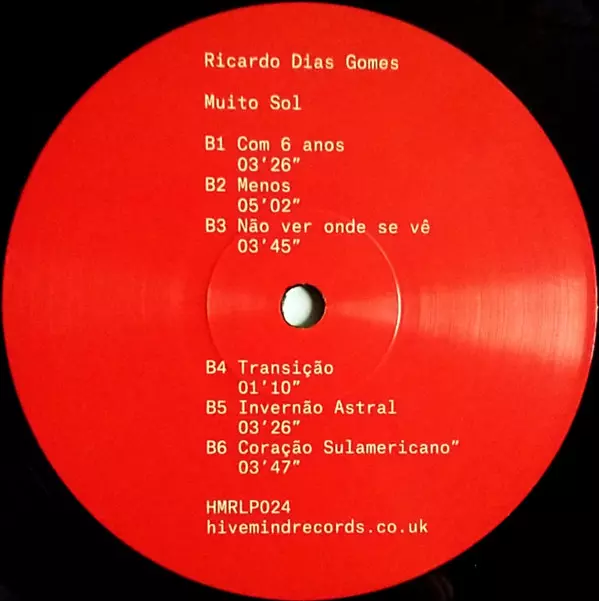 Ricardo Dias Gomes
Muito Sol
B1 Com 6 anos
03'26”
B2 Menos
05'02”
B3 Não ver onde se vê
03'45”
B4 Transição
01'10”
B5 Invernão Astral
03'26”
B6 Coração Sulamericano”
03'47”
HMRLP024
hivemindrecords.co.uk